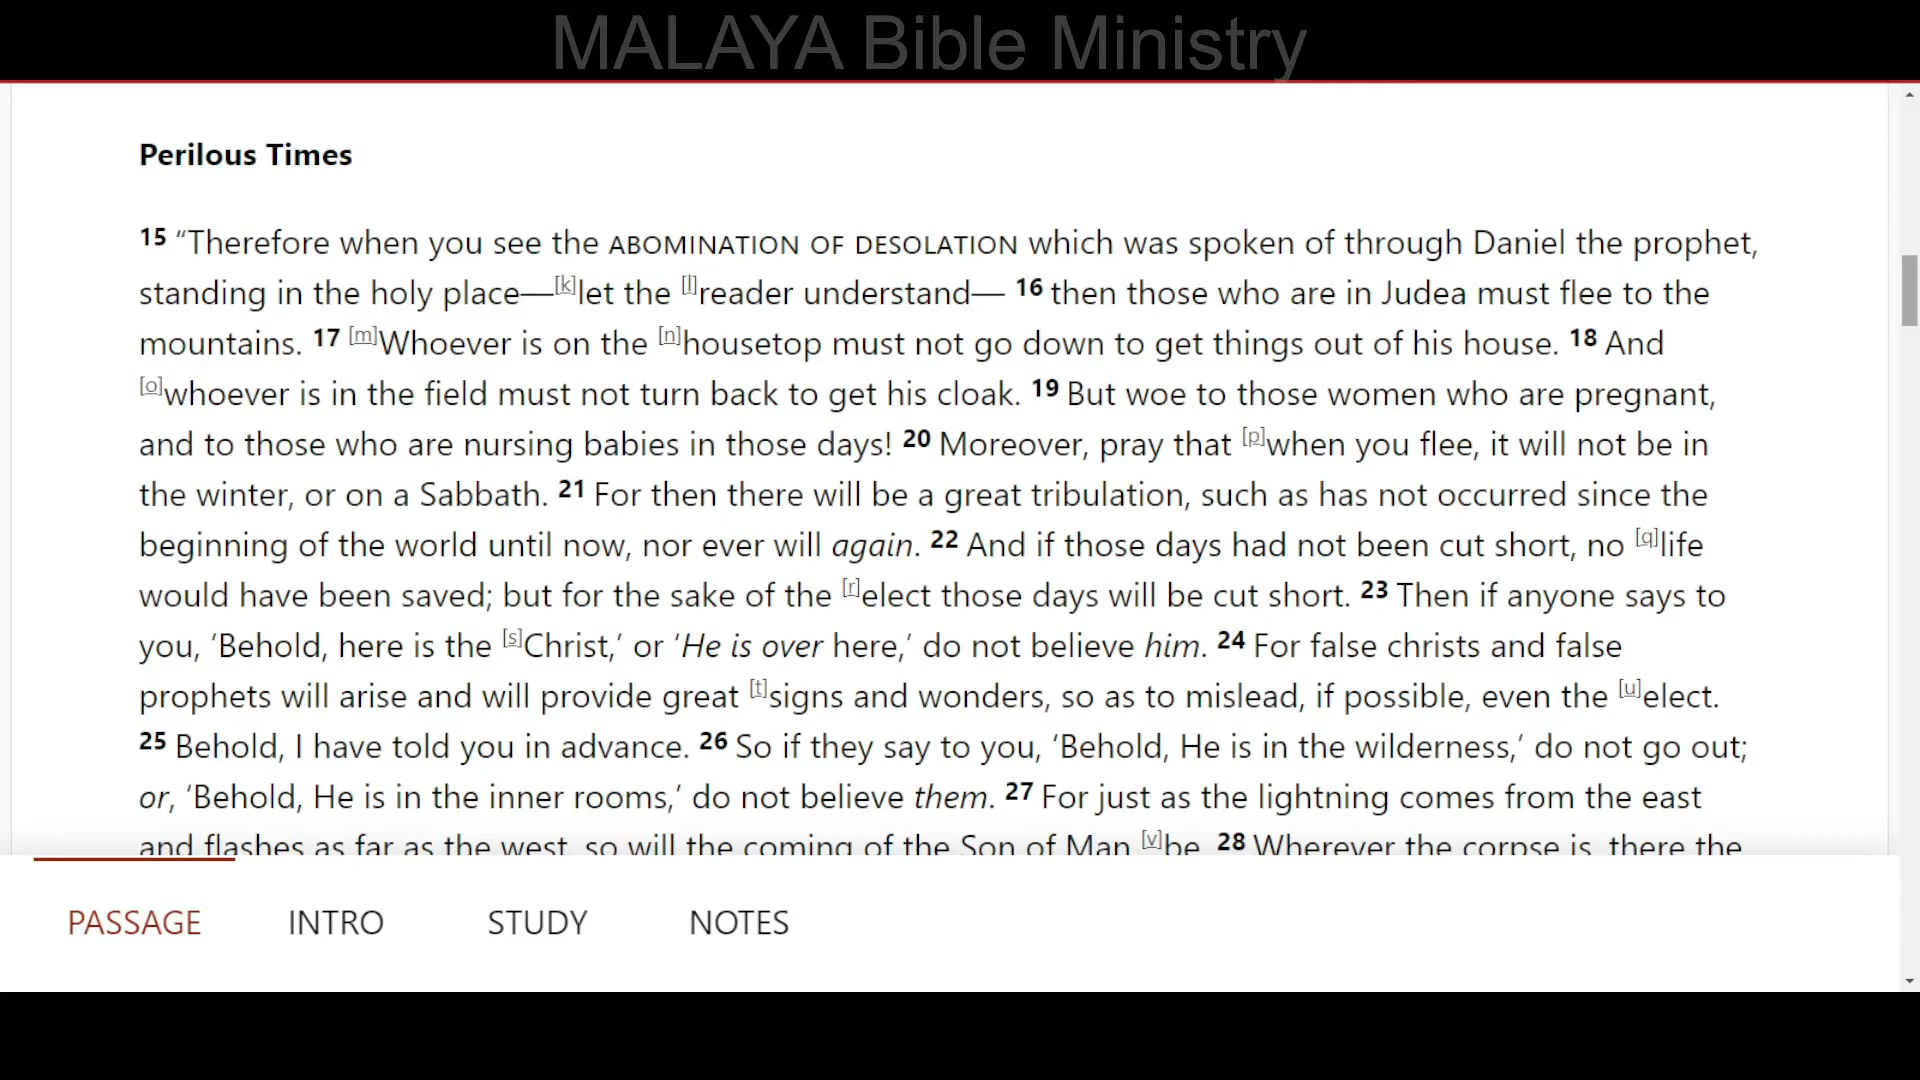 MALAYA Bible Ministry
Perilous Times
15 “Therefore when you see the ABOMINATION OF DESOLATION which was spoken of through Daniel the prophet,
standing in the holy place—[k]let the [l]reader understand— 16 then those who are in Judea must flee to the
mountains. 17 [m]Whoever is on the [n]housetop must not go down to get things out of his house. 18 And
[o]whoever is in the field must not turn back to get his cloak. 19 But woe to those women who are pregnant,
and to those who are nursing babies in those days! 20 Moreover, pray that [p]when you flee, it will not be in
the winter, or on a Sabbath. 21 For then there will be a great tribulation, such as has not occurred since the
beginning of the world until now, nor ever will again. 22 And if those days had not been cut short, no [q]life
would have been saved; but for the sake of the [r]elect those days will be cut short. 23 Then if anyone says to
you, ‘Behold, here is the [s]Christ,’ or ‘He is over here,’ do not believe him. 24 For false christs and false
prophets will arise and will provide great [t]signs and wonders, so as to mislead, if possible, even the [u]elect.
25 Behold, I have told you in advance. 26 So if they say to you, ‘Behold, He is in the wilderness,’ do not go out;
or, ‘Behold, He is in the inner rooms,’ do not believe them. 27 For just as the lightning comes from the east
and flashes as far as the west, so will the coming of the Son of Man [v]be. 28 Wherever the corpse is, there the
PASSAGE INTRO STUDY NOTES